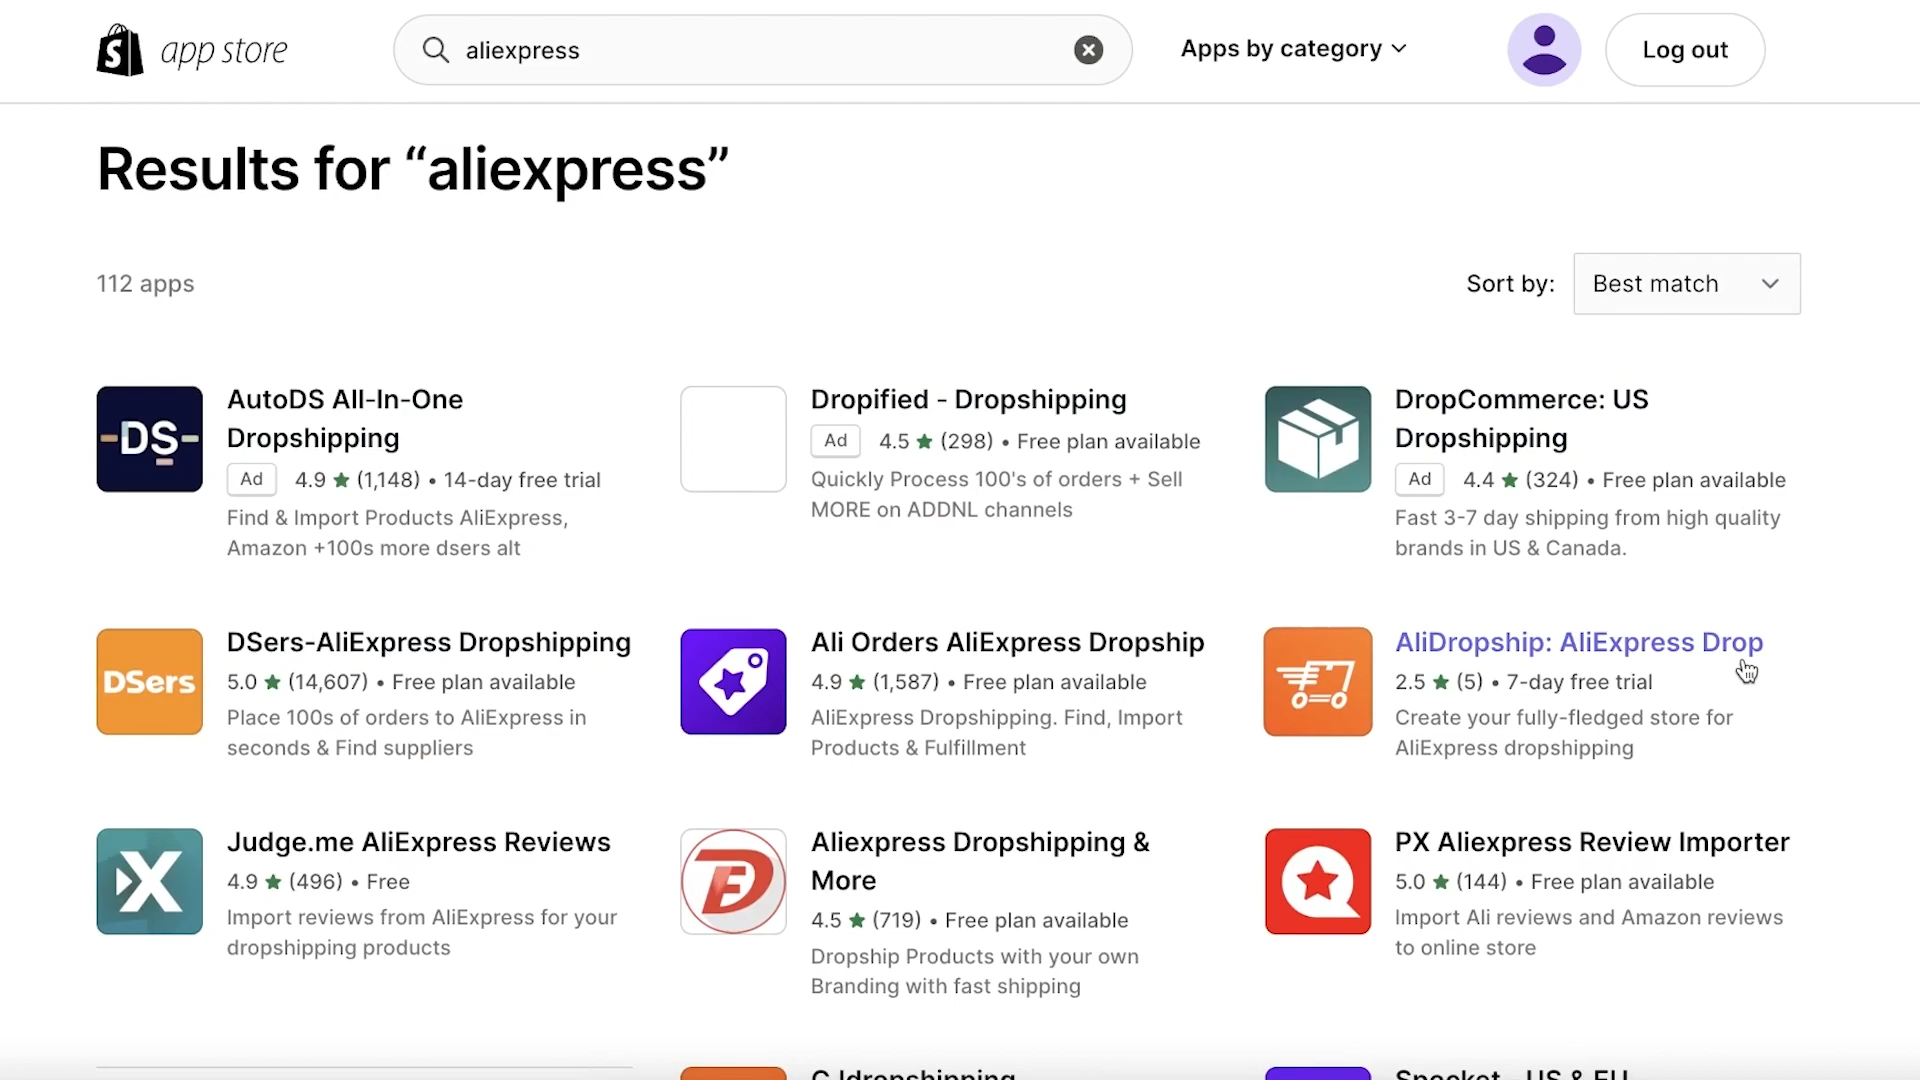 app store
aliexpress
Apps by category
Log out
Results for “aliexpress”
112 apps
Sort by:
Best match
DS
AutoDS All-In-One
Dropshipping
Ad 4.9 ★ (1,148) • 14-day free trial
Find & Import Products AliExpress,
Amazon +100s more dsers alt
Dropified - Dropshipping
Ad 4.5 ★ (298) • Free plan available
Quickly Process 100's of orders + Sell
MORE on ADDNL channels
DropCommerce: US
Dropshipping
Ad 4.4 ★ (324) • Free plan available
Fast 3-7 day shipping from high quality
brands in US & Canada.
DSers
DSers-AliExpress Dropshipping
5.0 ★ (14,607) • Free plan available
Place 100s of orders to AliExpress in
seconds & Find suppliers
Ali Orders AliExpress Dropship
4.9 ★ (1,587) • Free plan available
AliExpress Dropshipping. Find, Import
Products & Fulfillment
AliDropship: AliExpress Drop
2.5 ★ (5) • 7-day free trial
Create your fully-fledged store for
AliExpress dropshipping
Judge.me AliExpress Reviews
4.9 ★ (496) • Free
Import reviews from AliExpress for your
dropshipping products
Aliexpress Dropshipping &
More
4.5 ★ (719) • Free plan available
Dropship Products with your own
Branding with fast shipping
PX Aliexpress Review Importer
5.0 ★ (144) • Free plan available
Import Ali reviews and Amazon reviews
to online store
CJdropshipping
Spocket - US & EU